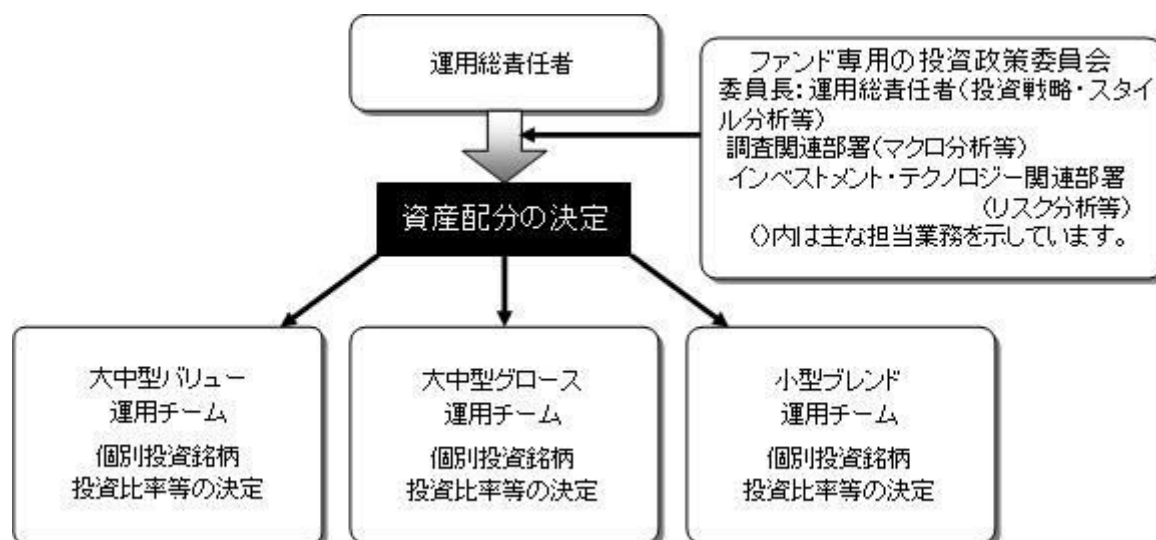 運用総責任者
ファンド専用の投資政策委員会
委員長：運用総責任者（投資戦略・スタイ
ル分析等）
調査関連部署（マクロ分析等）
インベストメント・テクノロジー関連部署
（リスク分析等）
（）内は主な担当業務を示しています。
資産配分の決定
大中型バリュー
運用チーム
個別投資銘柄
投資比率等の決定
大中型グロース
運用チーム
個別投資銘柄
投資比率等の決定
小型ブレンド
運用チーム
個別投資銘柄
投資比率等の決定